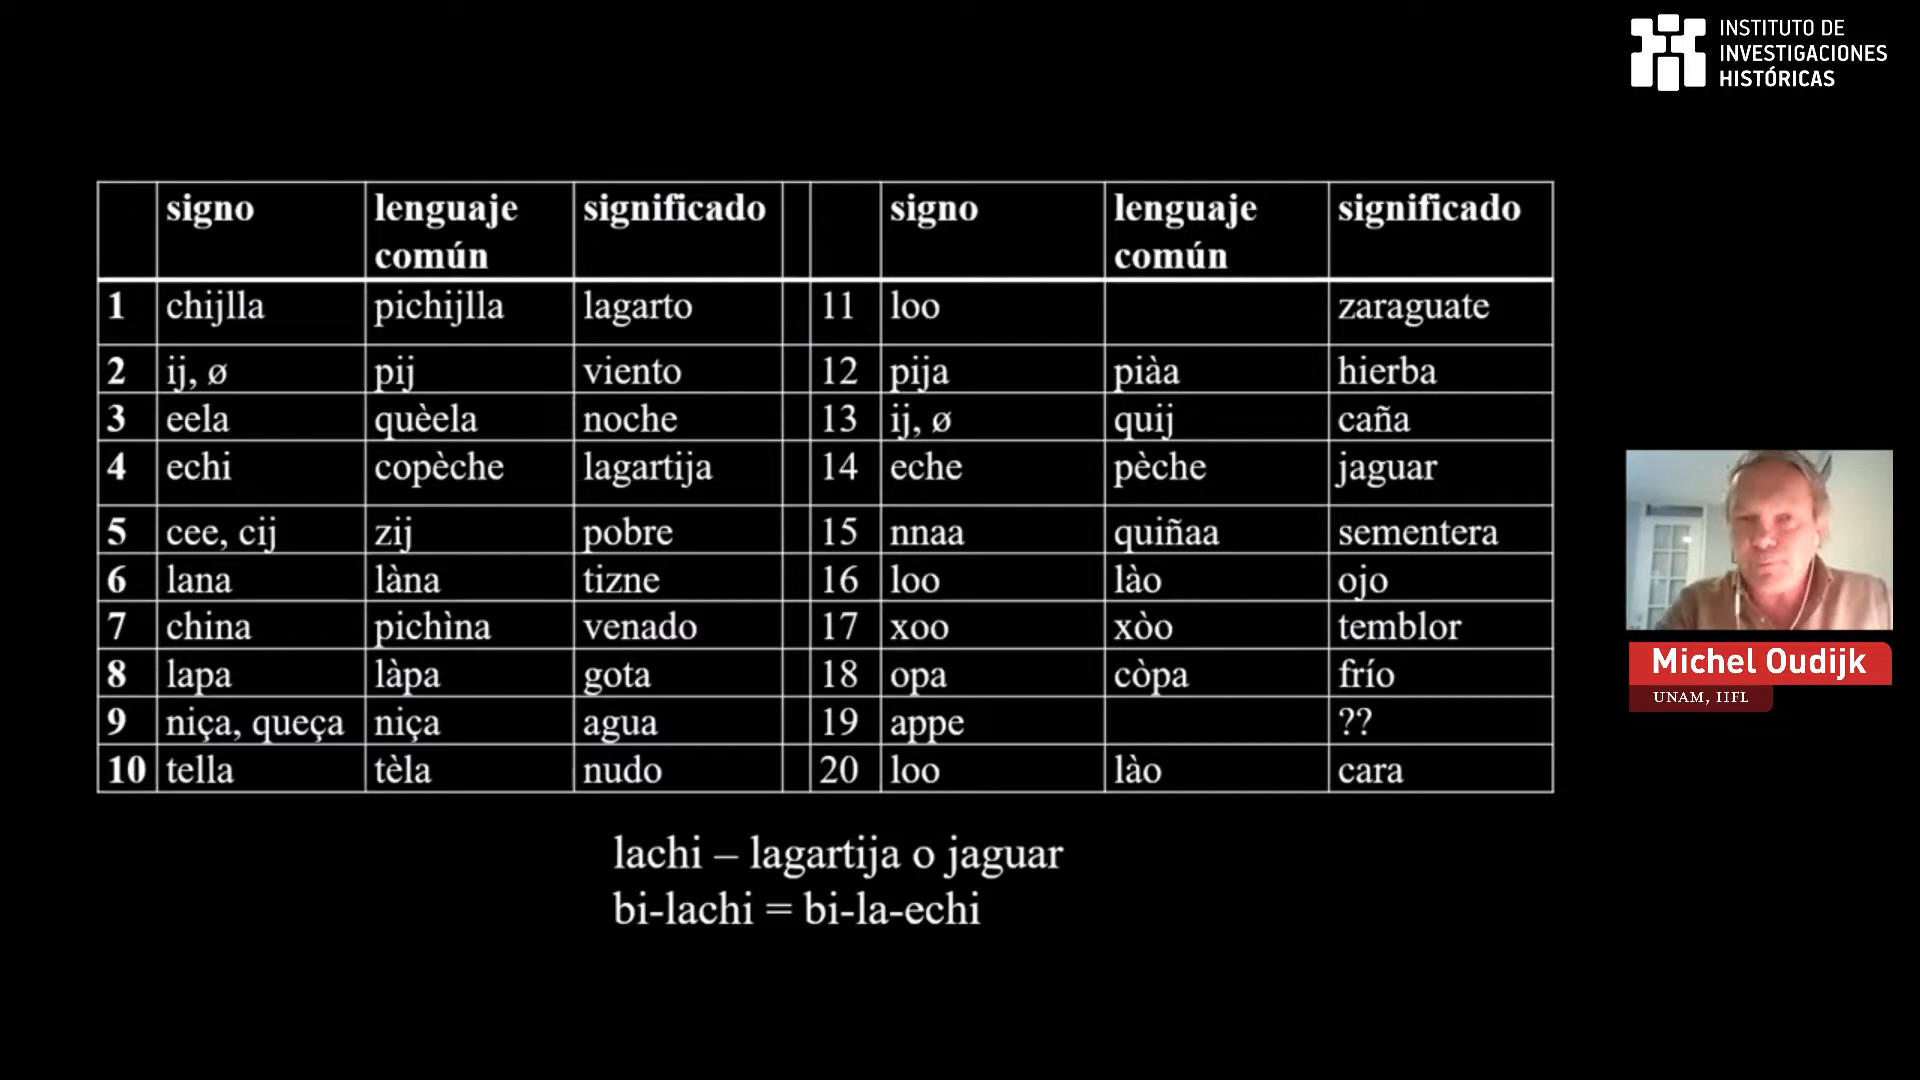 INSTITUTO DE
INVESTIGACIONES
HISTÓRICAS
signo lenguaje común significado signo lenguaje común significado
1 chijlla pichijlla lagarto 11 loo zaraguate
2 ij, ø pij viento 12 pija piàa hierba
3 eela quèela noche 13 ij, ø quij caña
4 echi copèche lagartija 14 eche pèche jaguar
5 cee, cij zij pobre 15 nnaa quiñaa sementera
6 lana làna tizne 16 loo lào ojo
7 china pichìna venado 17 xoo xòo temblor
8 lapa làpa gota 18 opa còpa frío
9 niça, queça niça agua 19 appe ??
10 tella tèla nudo 20 loo lào cara
lachi – lagartija o jaguar
bi-lachi = bi-la-echi
Michel Oudijk
UNAM, IIFL